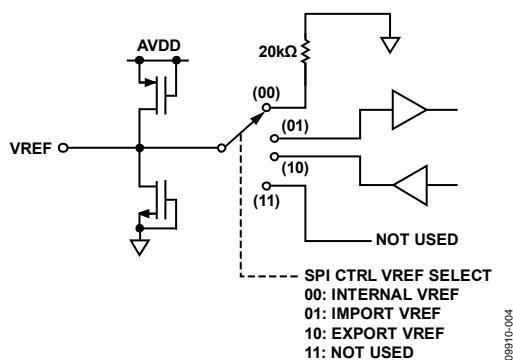 AVDD
20kΩ
(00)
(01)
VREF
(10)
(11)
NOT USED
SPI CTRL VREF SELECT
00: INTERNAL VREF
01: IMPORT VREF
10: EXPORT VREF
11: NOT USED
09910-004